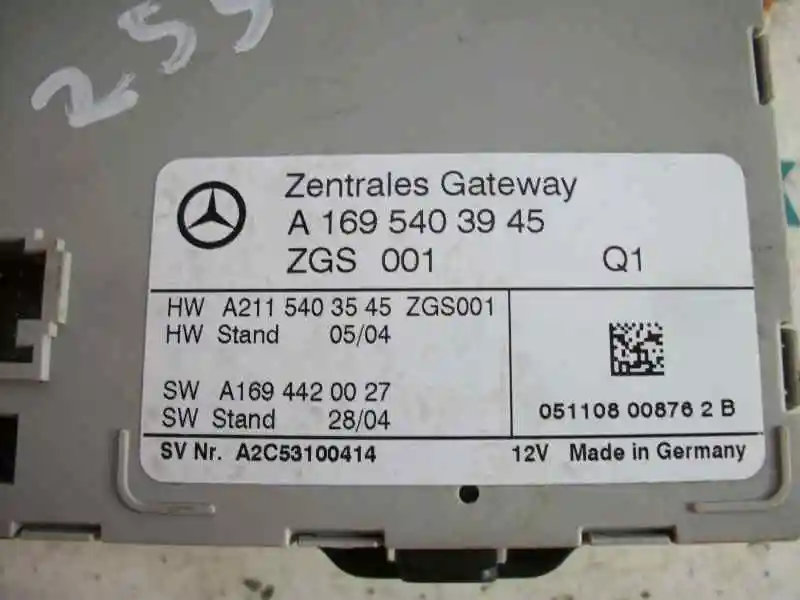 255
Zentrales Gateway
A 169 540 39 45
ZGS 001 Q1
HW A211 540 35 45 ZGS001
HW Stand 05/04
SW A169 442 00 27
SW Stand 28/04
051108 00876 2 B
SV Nr. A2C53100414 12V Made in Germany